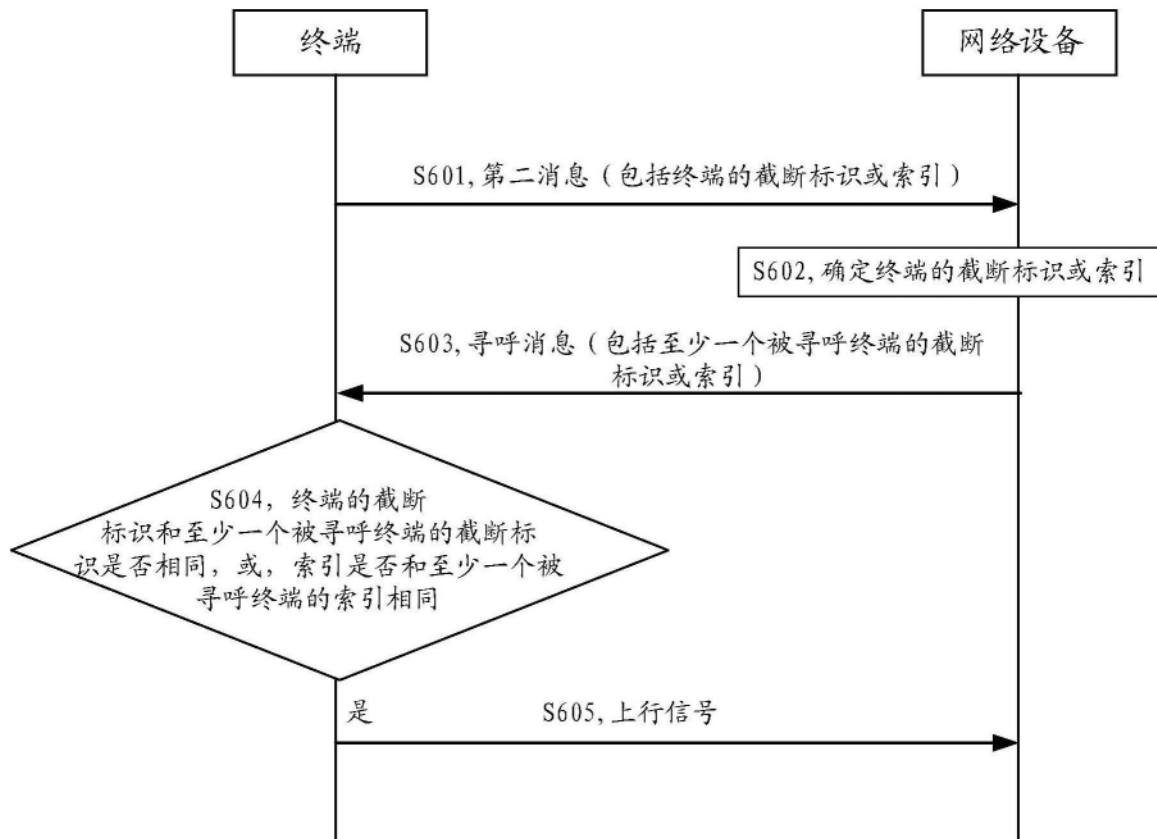 终端
网络设备
S601,第二消息（包括终端的截断标识或索引）
S602,确定终端的截断标识或索引
S603,寻呼消息（包括至少一个被寻呼终端的截断
标识或索引）
S604，终端的截断
标识和至少一个被寻呼终端的截断标
识是否相同，或，索引是否和至少一个被
寻呼终端的索引相同
是
S605,上行信号